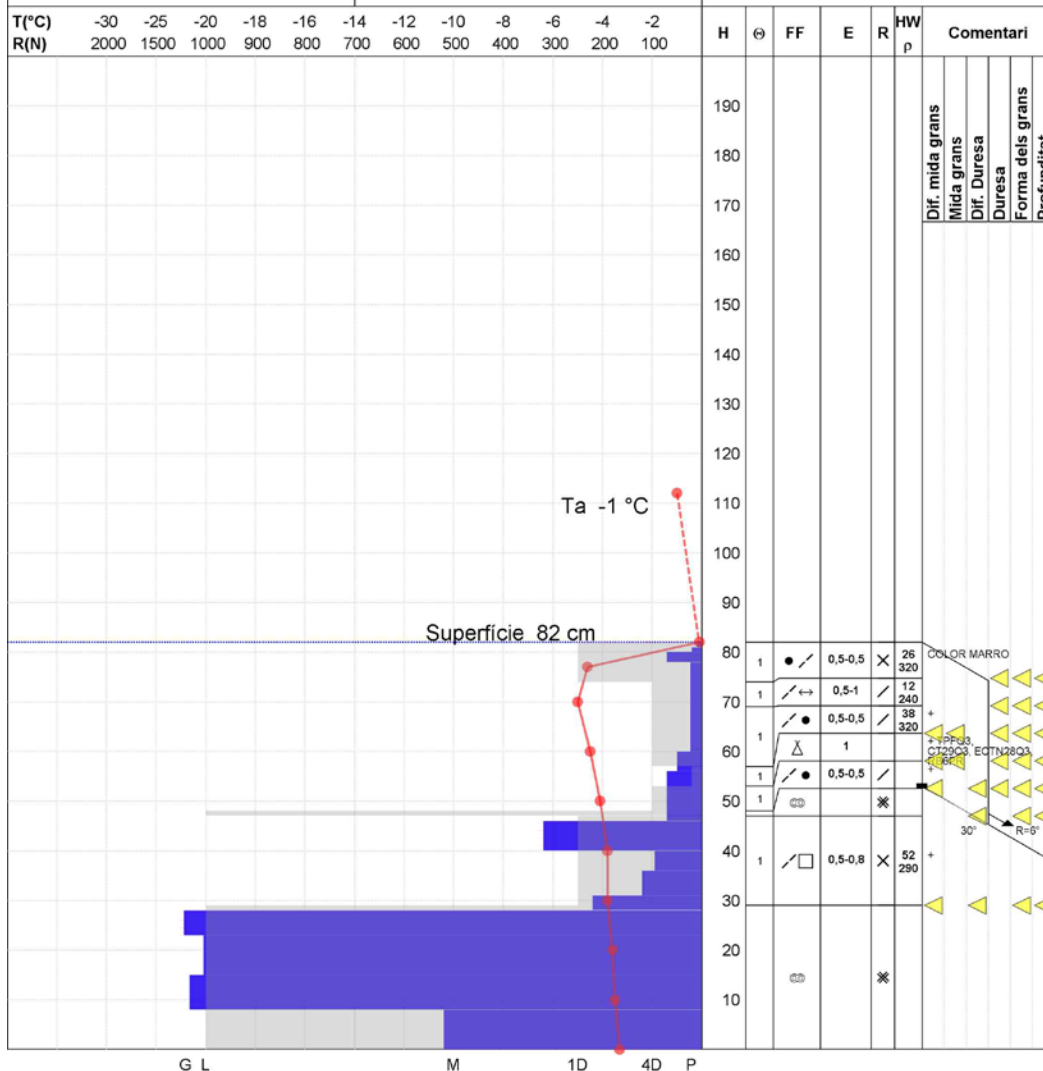 T(°C) -30 -25 -20 -18 -16 -14 -12 -10 -8 -6 -4 -2
R(N) 2000 1500 1000 900 800 700 600 500 400 300 200 100
H Θ FF E R HW ρ Comentari
Dif. mida grans
Mida grans
Dif. Duresa
Duresa
Forma dels grans
190
180
170
160
150
140
130
120
Ta -1 °C
110
100
90
Superfície 82 cm
80
1 0,5-0,5 26 320 COLOR MARRO
70
1 0,5-1 12 240
0,5-0,5 38 320 +
60
1
1
CT29Q3, ECTN28Q3,
1 0,5-0,5
50
1
30° R=6°
40
1 0,5-0,8 52 290 +
30
20
10
G L M 1D 4D P